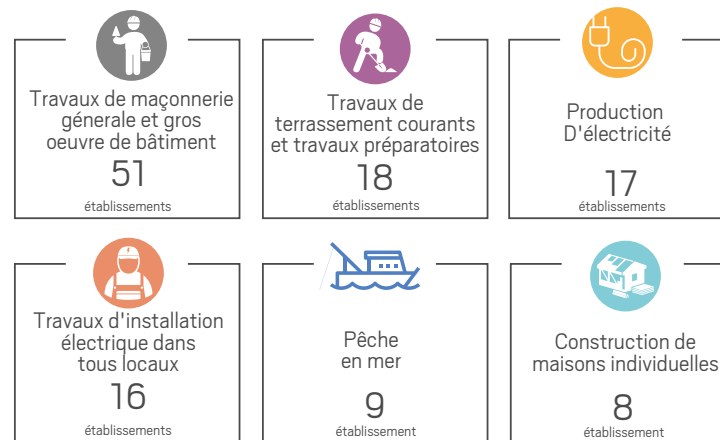 Travaux de maçonnerie
génerale et gros
oeuvre de bâtiment
51
établissements
Travaux de
terrassement courants
et travaux préparatoires
18
établissements
Production
D'électricité
17
établissements
Travaux d'installation
électrique dans
tous locaux
16
établissements
Pêche
en mer
9
établissement
Construction de
maisons individuelles
8
établissement